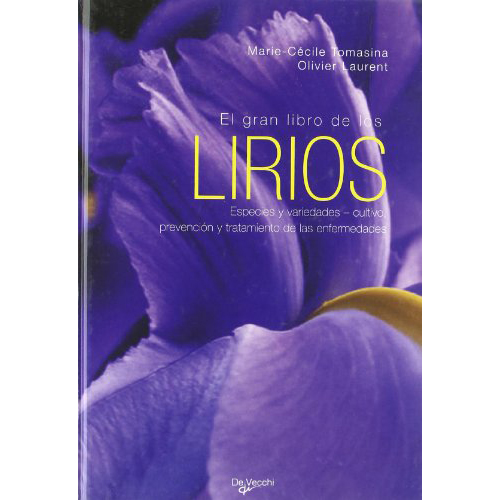 Marie-Cécile Tomasina
Olivier Laurent
El gran libro de los
LIRIOS
Especies y variedades – cultivo,
prevención y tratamiento de las enfermedades
De Vecchi